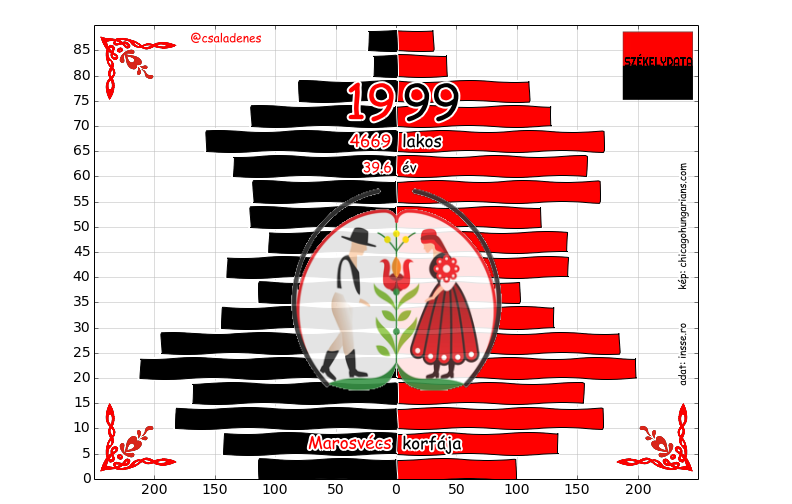 @csaladenes
SZÉKELYDATA
1999
4669 lakos
39.6 év
Marosvécs korfája
kép: chicagohungarians.com
adat: insse.ro
85
80
75
70
65
60
55
50
45
40
35
30
25
20
15
10
5
0
200 150 100 50 0 50 100 150 200